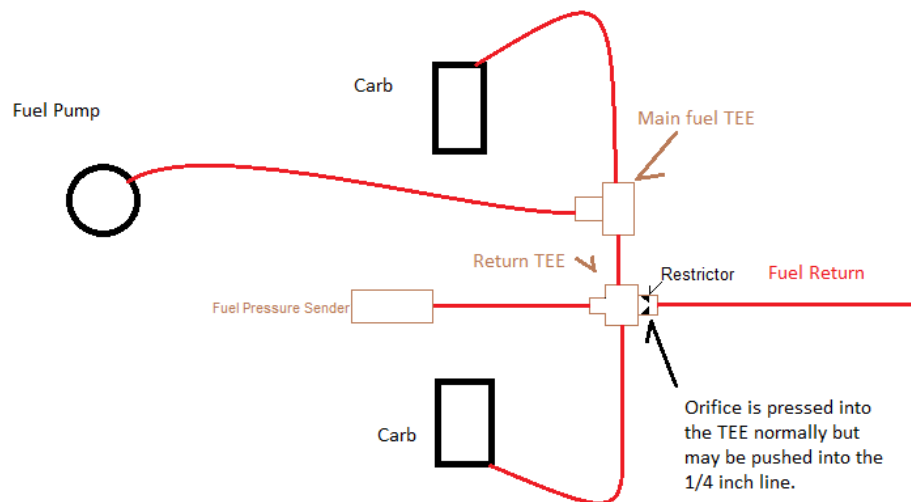 Carb
Fuel Pump
Main fuel TEE
Return TEE
Restrictor
Fuel Return
Fuel Pressure Sender
Carb
Orifice is pressed into
the TEE normally but
may be pushed into the
1/4 inch line.